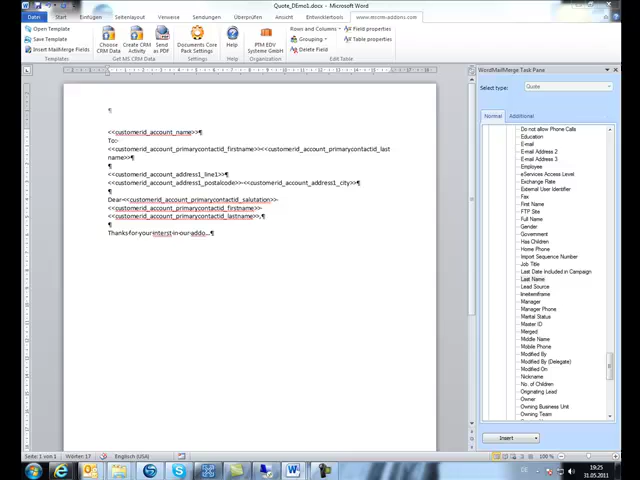 Quote_DEmo1.docx - Microsoft Word
Datei
Start
Einfügen
Seitenlayout
Verweise
Sendungen
Überprüfen
Ansicht
Entwicklertools
www.mscrm-addons.com
Open Template
Save Template
Insert MailMerge Fields
Templates
Choose CRM Data
Create CRM Activity
Send as PDF
Get MS CRM Data
Documents Core Pack Settings
Settings
Help
Help
PTM EDV Systeme GmbH
Organization
Rows and Columns
Grouping
Delete Field
Field properties
Table properties
Edit Table
¶
<<customerid_account_name>>¶
To:
<<customerid_account_primarycontactid_firstname>><<customerid_account_primarycontactid_last
name>>¶
¶
<<customerid_account_address1_line1>>¶
<<customerid_account_address1_postalcode>>·<<customerid_account_address1_city>>¶
¶
Dear<<customerid_account_primarycontactid_salutation>>
<<customerid_account_primarycontactid_firstname>>
<<customerid_account_primarycontactid_lastname>>,¶
¶
Thanks·for·your·interst·in·our·addo...¶
WordMailMerge Task Pane
Select type:
Quote
Normal
Additional
Do not allow Phone Calls
Education
E-mail
E-mail Address 2
E-mail Address 3
Employee
eServices Access Level
Exchange Rate
External User Identifier
Fax
First Name
FTP Site
Full Name
Gender
Government
Has Children
Home Phone
Import Sequence Number
Job Title
Last Date Included in Campaign
Last Name
Lead Source
lineitemframe
Manager
Manager Phone
Marital Status
Master ID
Merged
Middle Name
Mobile Phone
Modified By
Modified By (Delegate)
Modified On
Nickname
No. of Children
Originating Lead
Owner
Owning Business Unit
Owning Team
Insert
Seite: 1 von 1
Wörter: 17
Englisch (USA)
100 %
DE
19:25
31.05.2011